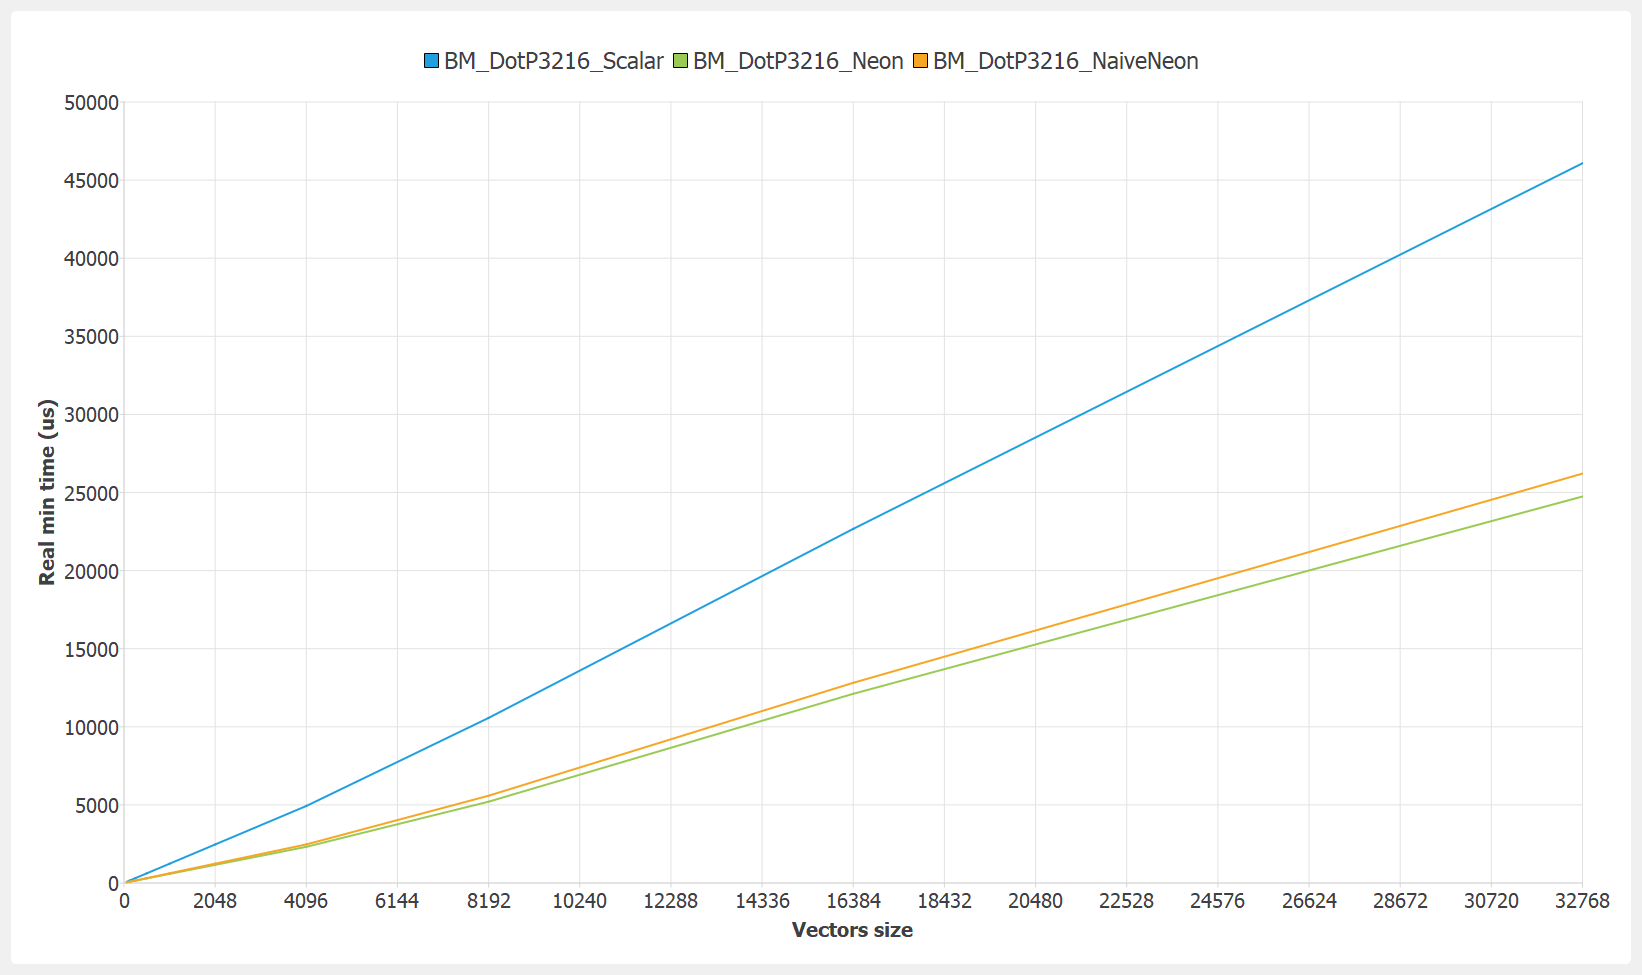 BM_DotP3216_Scalar BM_DotP3216_Neon BM_DotP3216_NaiveNeon
50000
45000
40000
35000
30000
25000
20000
15000
10000
5000
0
Real min time (us)
0 2048 4096 6144 8192 10240 12288 14336 16384 18432 20480 22528 24576 26624 28672 30720 32768
Vectors size